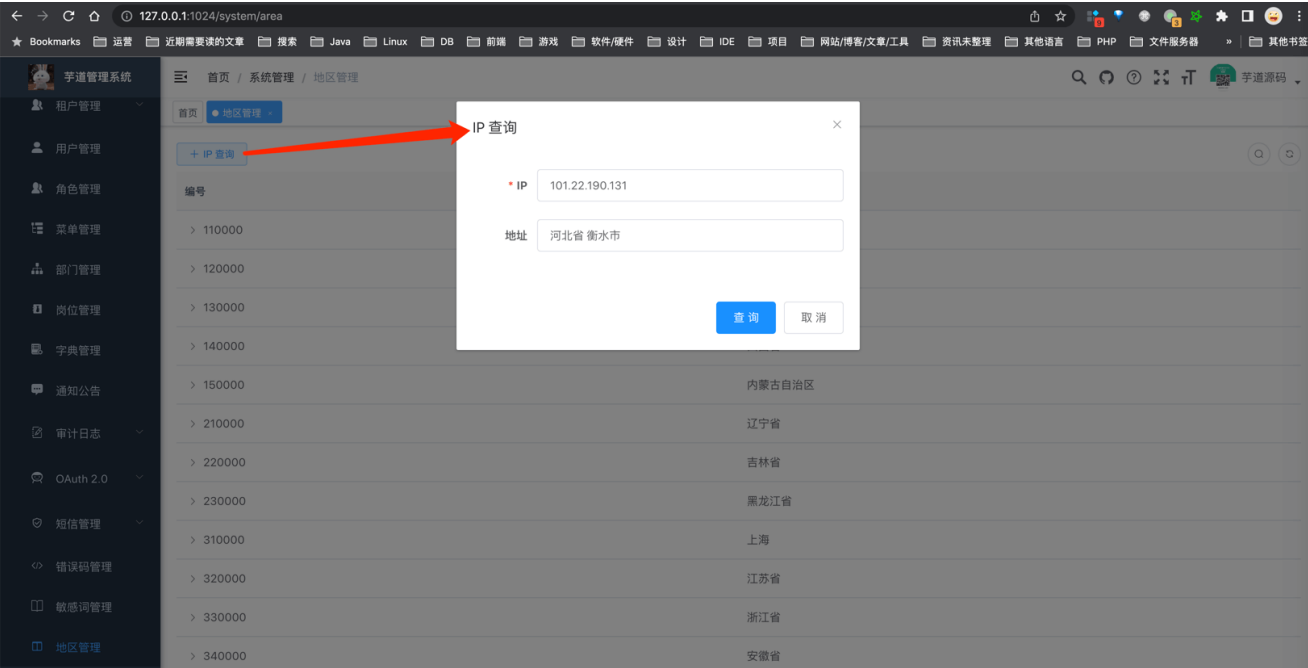 127.0.0.1:1024/system/area
9
3
Bookmarks 运营 近期需要读的文章 搜索 Java Linux DB 前端 游戏 软件/硬件 设计 IDE 项目 网站/博客/文章/工具 资讯未整理 其他语言 PHP 文件服务器 » 其他书签
芋道管理系统
首页 / 系统管理 / 地区管理
芋道源码
租户管理
首页
地区管理 ×
用户管理
+ IP 查询
角色管理
编号
菜单管理
> 110000
部门管理
> 120000
岗位管理
> 130000
字典管理
> 140000
通知公告
> 150000 内蒙古自治区
审计日志
> 210000 辽宁省
> 220000 吉林省
OAuth 2.0
> 230000 黑龙江省
短信管理
> 310000 上海
错误码管理
> 320000 江苏省
敏感词管理
> 330000 浙江省
地区管理
> 340000 安徽省
IP 查询
* IP 101.22.190.131
地址 河北省 衡水市
查 询 取 消